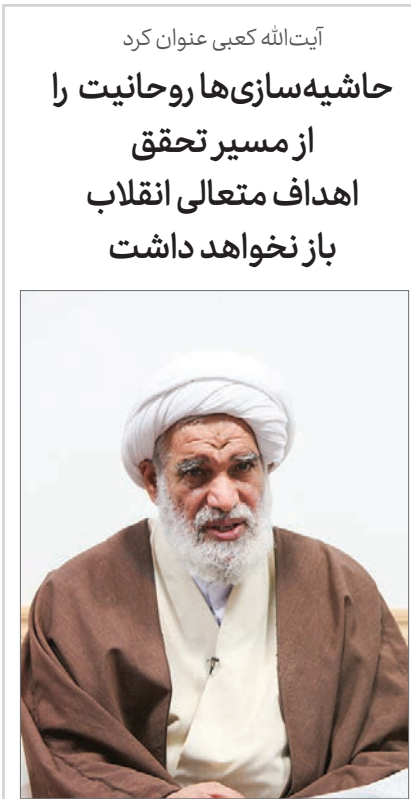 آیت‌الله کعبی عنوان کرد
حاشیه‌سازی‌ها روحانیت را
از مسیر تحقق
اهداف متعالی انقلاب
باز نخواهد داشت